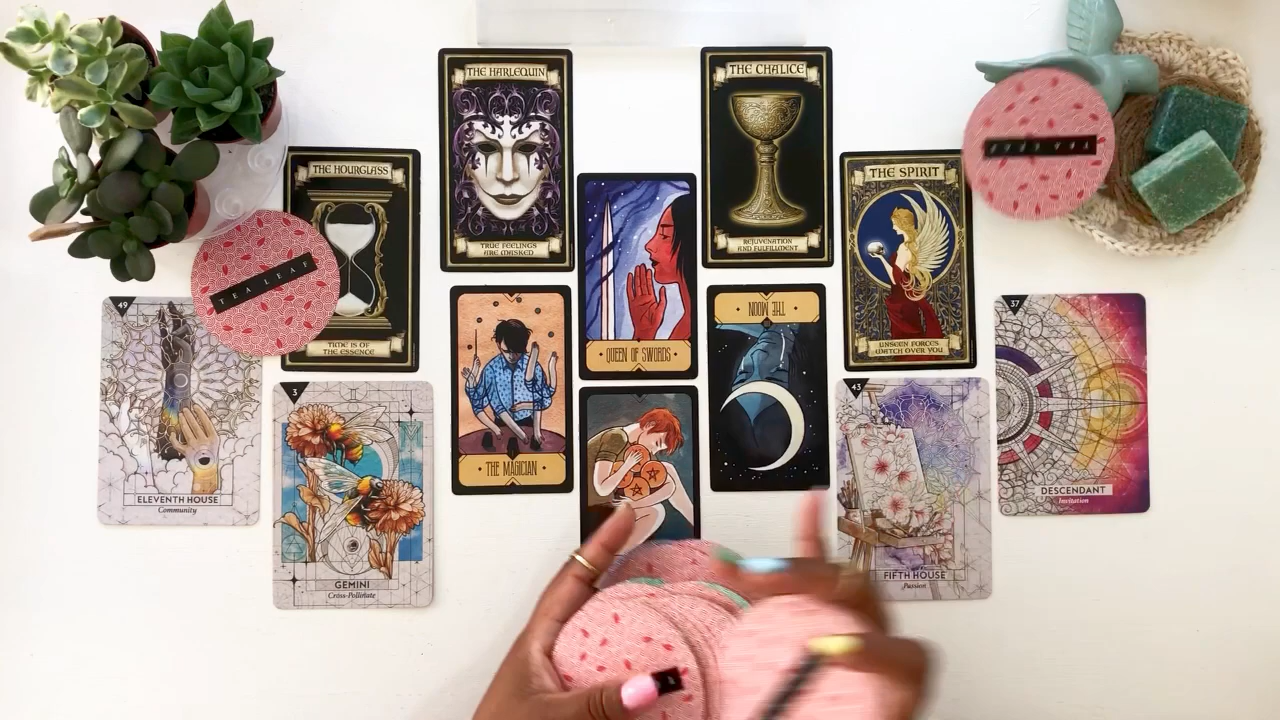 THE HARLEQUIN
TRUE FEELINGS
ARE MASKED
THE CHALICE
REJUVENATION
AND FULFILLMENT
THE HOURGLASS
TIME IS OF
THE ESSENCE
THE SPIRIT
UNSEEN FORCES
WATCH OVER YOU
TEA LEAF
QUEEN OF SWORDS
THE MOON
THE MAGICIAN
49
ELEVENTH HOUSE
Community
3
GEMINI
Cross-Pollinate
43
FIFTH HOUSE
Passion
37
DESCENDANT
Invitation